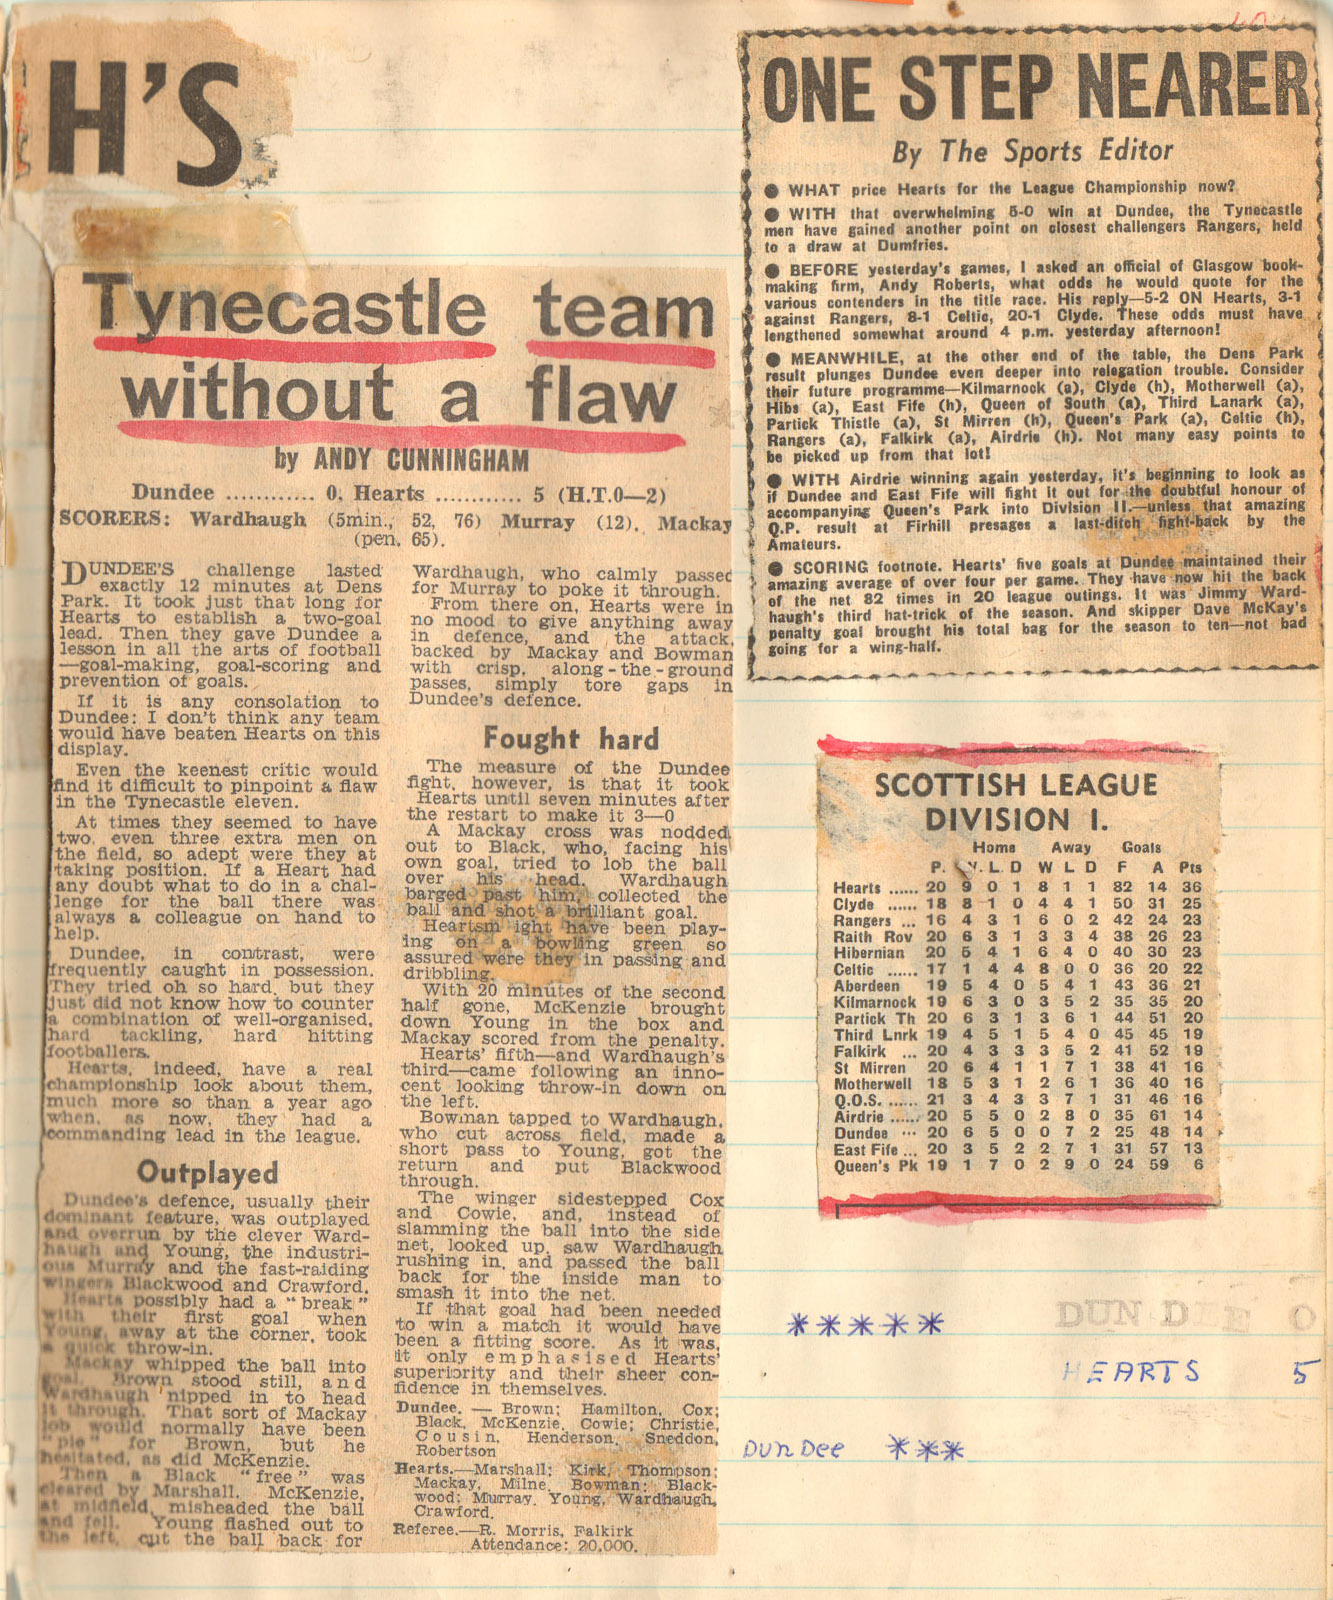 H'S
Tynecastle team
without a flaw
by ANDY CUNNINGHAM
Dundee ............ 0, Hearts ............ 5 (H.T.0—2)
SCORERS: Wardhaugh (5min., 52, 76) Murray (12), Mackay
(pen. 65).
DUNDEE'S challenge lasted
exactly 12 minutes at Dens
Park. It took just that long for
Hearts to establish a two-goal
lead. Then they gave Dundee a
lesson in all the arts of football
—goal-making, goal-scoring and
prevention of goals.
If it is any consolation to
Dundee: I don't think any team
would have beaten Hearts on this
display.
Even the keenest critic would
find it difficult to pinpoint a flaw
in the Tynecastle eleven.
At times they seemed to have
two, even three extra men on
the field, so adept were they at
taking position. If a Heart had
any doubt what to do in a chal-
lenge for the ball there was
always a colleague on hand to
help.
Dundee, in contrast, were
frequently caught in possession.
They tried oh so hard, but they
just did not know how to counter
a combination of well-organised,
hard tackling, hard hitting
footballers.
Hearts, indeed, have a real
championship look about them,
much more so than a year ago
when, as now, they had a
commanding lead in the league.
Outplayed
Dundee's defence, usually their
dominant feature, was outplayed
and overrun by the clever Ward-
haugh and Young, the industri-
ous Murray and the fast-raiding
wingers Blackwood and Crawford.
Hearts possibly had a "break"
with their first goal when
Young, away at the corner, took
a quick throw-in.
Mackay whipped the ball into
goal. Brown stood still, and
Wardhaugh nipped in to head
it through. That sort of Mackay
lob would normally have been
"pie" for Brown, but he
hesitated, as did McKenzie.
Then a Black "free" was
cleared by Marshall. McKenzie,
at midfield, misheaded the ball
and fell. Young flashed out to
the left, cut the ball back for
Wardhaugh, who calmly passed
for Murray to poke it through.
From there on, Hearts were in
no mood to give anything away
in defence, and the attack,
backed by Mackay and Bowman
with crisp, along-the-ground
passes, simply tore gaps in
Dundee's defence.
Fought hard
The measure of the Dundee
fight, however, is that it took
Hearts until seven minutes after
the restart to make it 3—0
A Mackay cross was nodded
out to Black, who, facing his
own goal, tried to lob the ball
over his head. Wardhaugh
barged past him, collected the
ball and shot a brilliant goal.
Heartsm ight have been play-
ing on a bowling green so
assured were they in passing and
dribbling.
With 20 minutes of the second
half gone, McKenzie brought
down Young in the box and
Mackay scored from the penalty.
Hearts' fifth—and Wardhaugh's
third—came following an inno-
cent looking throw-in down on
the left.
Bowman tapped to Wardhaugh,
who cut across field, made a
short pass to Young, got the
return and put Blackwood
through.
The winger sidestepped Cox
and Cowie, and, instead of
slamming the ball into the side
net, looked up, saw Wardhaugh
rushing in, and passed the ball
back for the inside man to
smash it into the net.
If that goal had been needed
to win a match it would have
been a fitting score. As it was,
it only emphasised Hearts'
superiority and their sheer con-
fidence in themselves.
Dundee. — Brown; Hamilton, Cox;
Black, McKenzie, Cowie; Christie,
Cousin, Henderson, Sneddon,
Robertson
Hearts.—Marshall; Kirk, Thompson;
Mackay, Milne, Bowman; Black-
wood; Murray, Young, Wardhaugh,
Crawford.
Referee.—R. Morris, Falkirk
Attendance: 20,000.
ONE STEP NEARER
By The Sports Editor
● WHAT price Hearts for the League Championship now?
● WITH that overwhelming 5-0 win at Dundee, the Tynecastle
men have gained another point on closest challengers Rangers, held
to a draw at Dumfries.
● BEFORE yesterday's games, I asked an official of Glasgow book-
making firm, Andy Roberts, what odds he would quote for the
various contenders in the title race. His reply—5-2 ON Hearts, 3-1
against Rangers, 8-1 Celtic, 20-1 Clyde. These odds must have
lengthened somewhat around 4 p.m. yesterday afternoon!
● MEANWHILE, at the other end of the table, the Dens Park
result plunges Dundee even deeper into relegation trouble. Consider
their future programme—Kilmarnock (a), Clyde (h), Motherwell (a),
Hibs (a), East Fife (h), Queen of South (a), Third Lanark (a),
Partick Thistle (a), St Mirren (h), Queen's Park (a), Celtic (h),
Rangers (a), Falkirk (a), Airdrie (h). Not many easy points to
be picked up from that lot!
● WITH Airdrie winning again yesterday, it's beginning to look as
if Dundee and East Fife will fight it out for the doubtful honour of
accompanying Queen's Park into Division II.—unless that amazing
Q.P. result at Firhill presages a last-ditch fight-back by the
Amateurs.
● SCORING footnote. Hearts' five goals at Dundee maintained their
amazing average of over four per game. They have now hit the back
of the net 82 times in 20 league outings. It was Jimmy Ward-
haugh's third hat-trick of the season. And skipper Dave McKay's
penalty goal brought his total bag for the season to ten—not bad
going for a wing-half.
SCOTTISH LEAGUE
DIVISION I.
Home Away Goals
P. W. L. D W L D F A Pts
Hearts ...... 20 9 0 1 8 1 1 82 14 36
Clyde ...... 18 8 1 0 4 4 1 50 31 25
Rangers ... 16 4 3 1 6 0 2 42 24 23
Raith Rov 20 6 3 1 3 3 4 38 26 23
Hibernian 20 5 4 1 6 4 0 40 30 23
Celtic ...... 17 1 4 4 8 0 0 36 20 22
Aberdeen 19 5 4 0 5 4 1 43 36 21
Kilmarnock 19 6 3 0 3 5 2 35 35 20
Partick Th 20 6 3 1 3 6 1 44 51 20
Third Lnrk 19 4 5 1 5 4 0 45 45 19
Falkirk ... 20 4 3 3 3 5 2 41 52 19
St Mirren 20 6 4 1 1 7 1 38 41 16
Motherwell 18 5 3 1 2 6 1 36 40 16
Q.O.S. ...... 21 3 4 3 3 7 1 31 46 16
Airdrie ...... 20 5 5 0 2 8 0 35 61 14
Dundee ... 20 6 5 0 0 7 2 25 48 14
East Fife ... 20 3 5 2 2 7 1 31 57 13
Queen's Pk 19 1 7 0 2 9 0 24 59 6
***** DUNDEE 0
HEARTS 5
DUNDEE ***